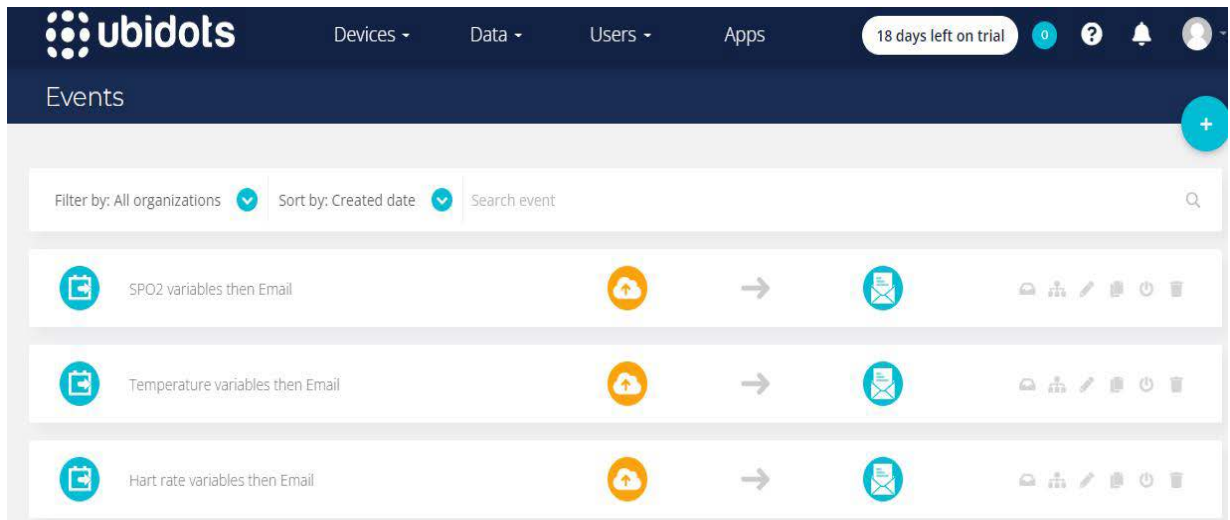 ubidots Devices Data Users Apps 18 days left on trial 0 ?
Events
+
Filter by: All organizations Sort by: Created date Search event
SPO2 variables then Email
Temperature variables then Email
Hart rate variables then Email